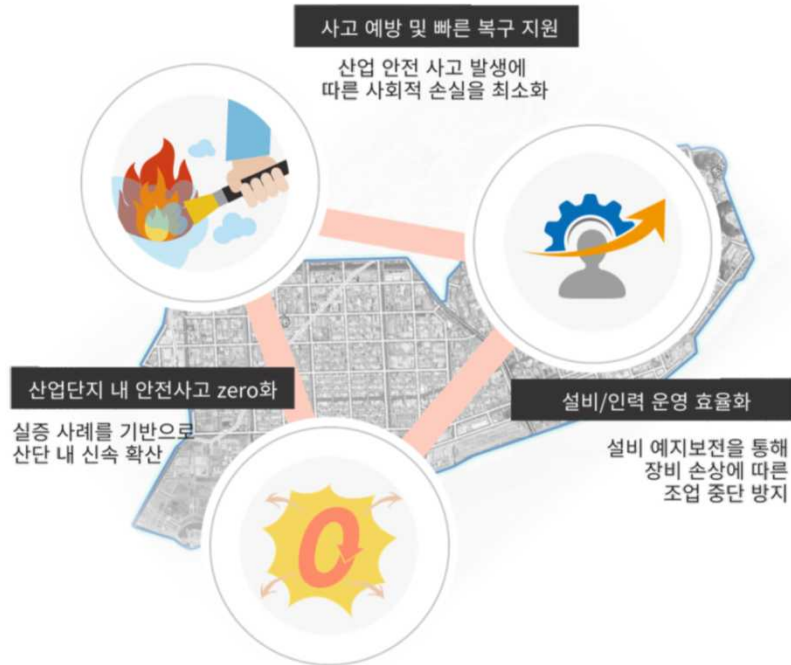 사고 예방 및 빠른 복구 지원
산업 안전 사고 발생에
따른 사회적 손실을 최소화
산업단지 내 안전사고 zero화
실증 사례를 기반으로
산단 내 신속 확산
설비/인력 운영 효율화
설비 예지보전을 통해
장비 손상에 따른
조업 중단 방지
0